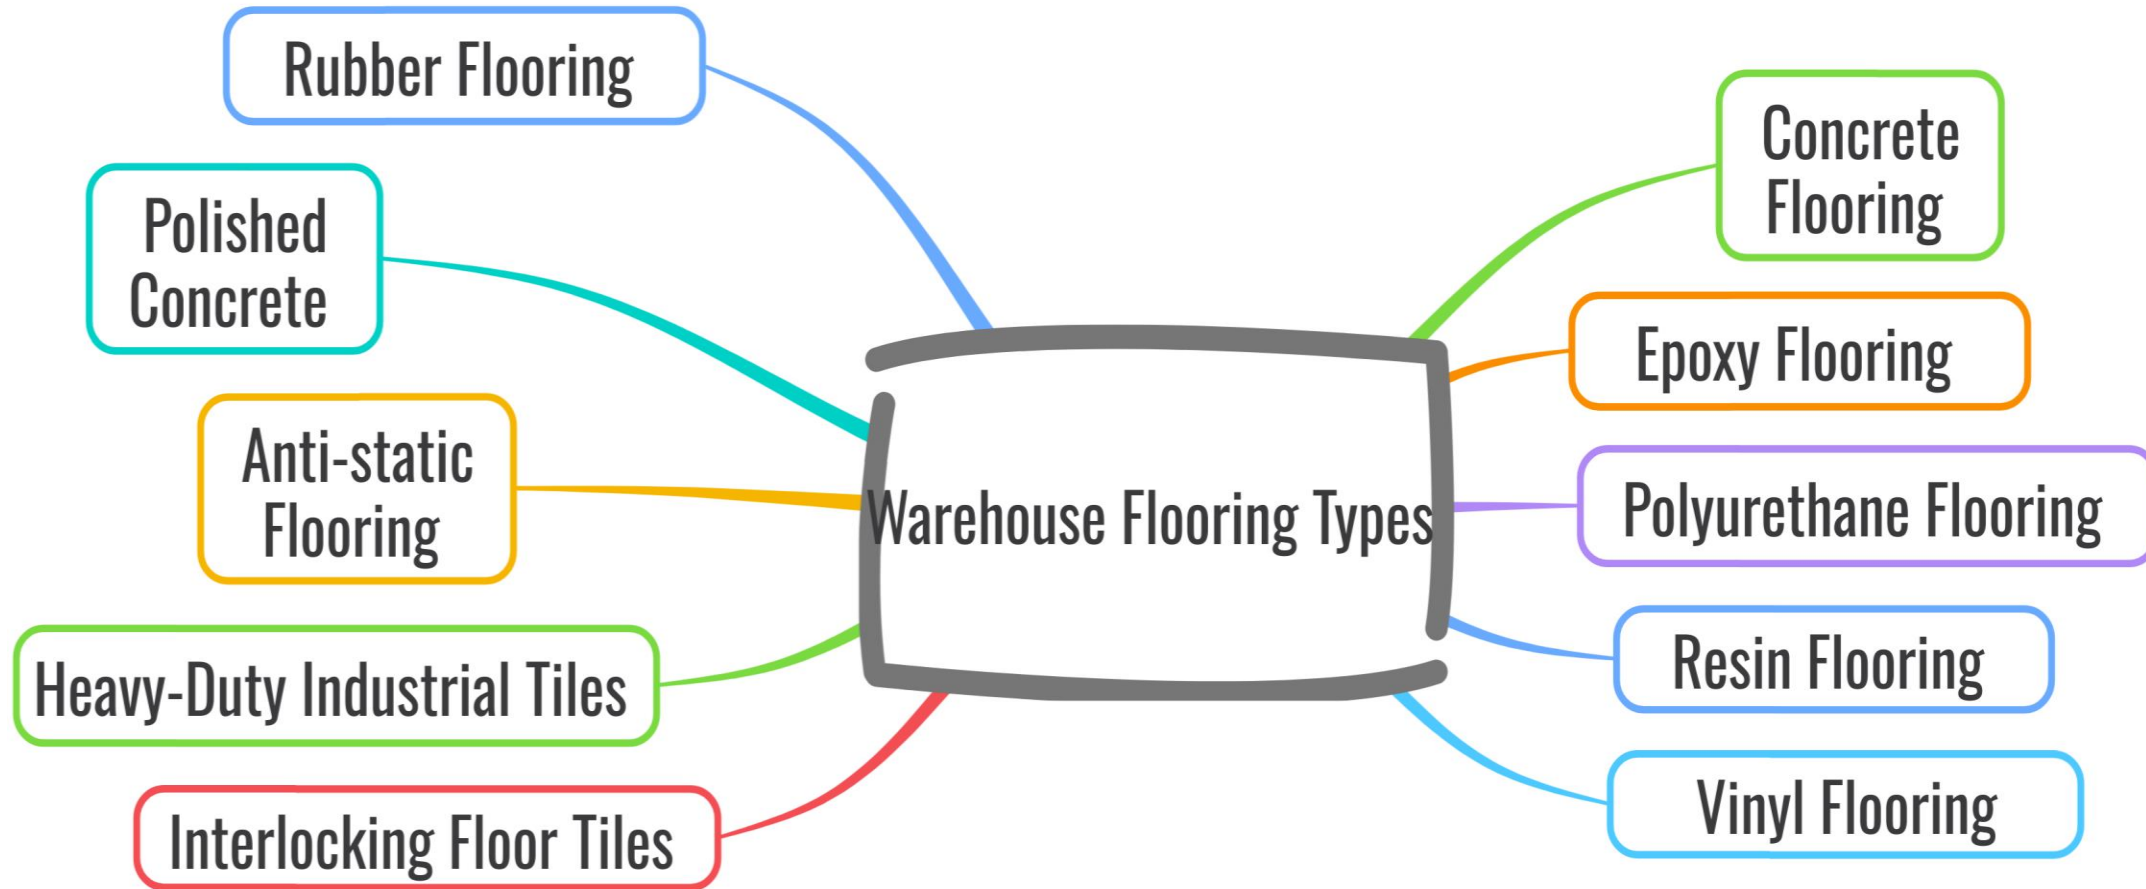 Rubber Flooring
Polished
Concrete
Anti-static
Flooring
Heavy-Duty Industrial Tiles
Interlocking Floor Tiles
Warehouse Flooring Types
Concrete
Flooring
Epoxy Flooring
Polyurethane Flooring
Resin Flooring
Vinyl Flooring